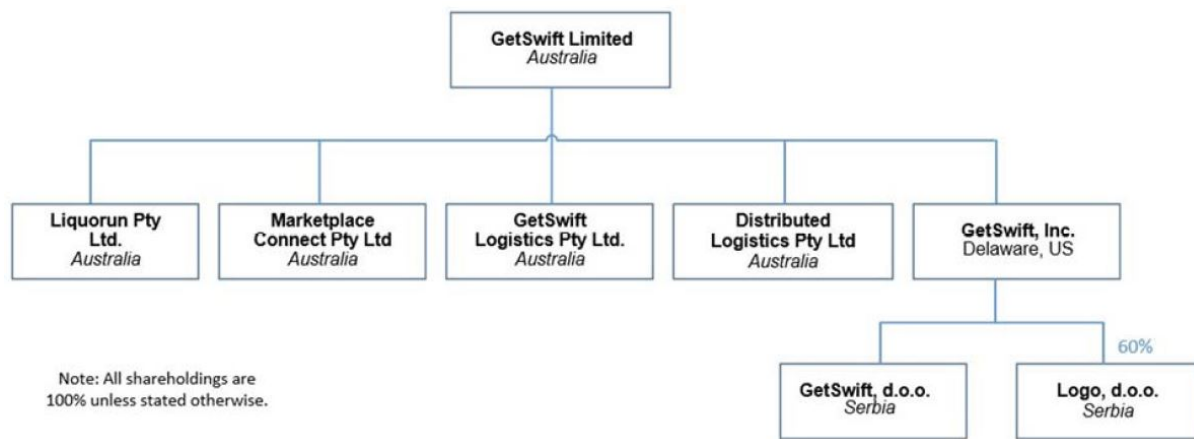 GetSwift Limited
Australia
Liquorun Pty
Ltd.
Australia
Marketplace
Connect Pty Ltd
Australia
GetSwift
Logistics Pty Ltd.
Australia
Distributed
Logistics Pty Ltd
Australia
GetSwift, Inc.
Delaware, US
60%
GetSwift, d.o.o.
Serbia
Logo, d.o.o.
Serbia
Note: All shareholdings are
100% unless stated otherwise.